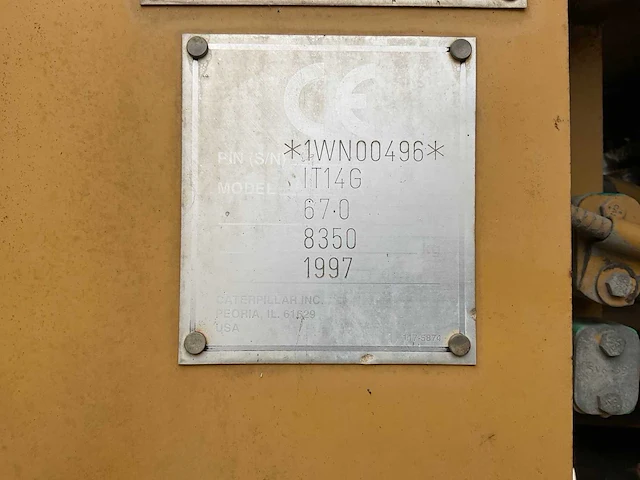 CE
PIN (S/N) *1WN00496*
MODEL IT14G
67.0
8350
1997
CATERPILLAR INC.
PEORIA, IL. 61629
USA